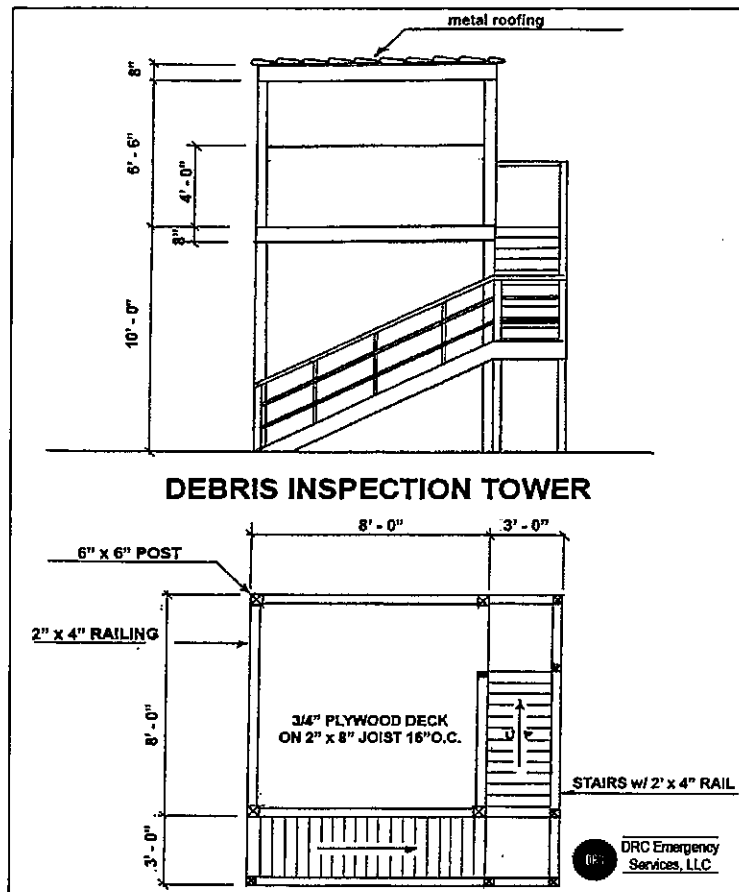 metal roofing
8"
6' - 6"
4' - 0"
8"
10' - 0"
DEBRIS INSPECTION TOWER
8' - 0"
3' - 0"
6" x 6" POST
2" x 4" RAILING
8' - 0"
3/4" PLYWOOD DECK
ON 2" x 8" JOIST 16"O.C.
STAIRS w/ 2' x 4" RAIL
3' - 0"
DRC Emergency
Services, LLC